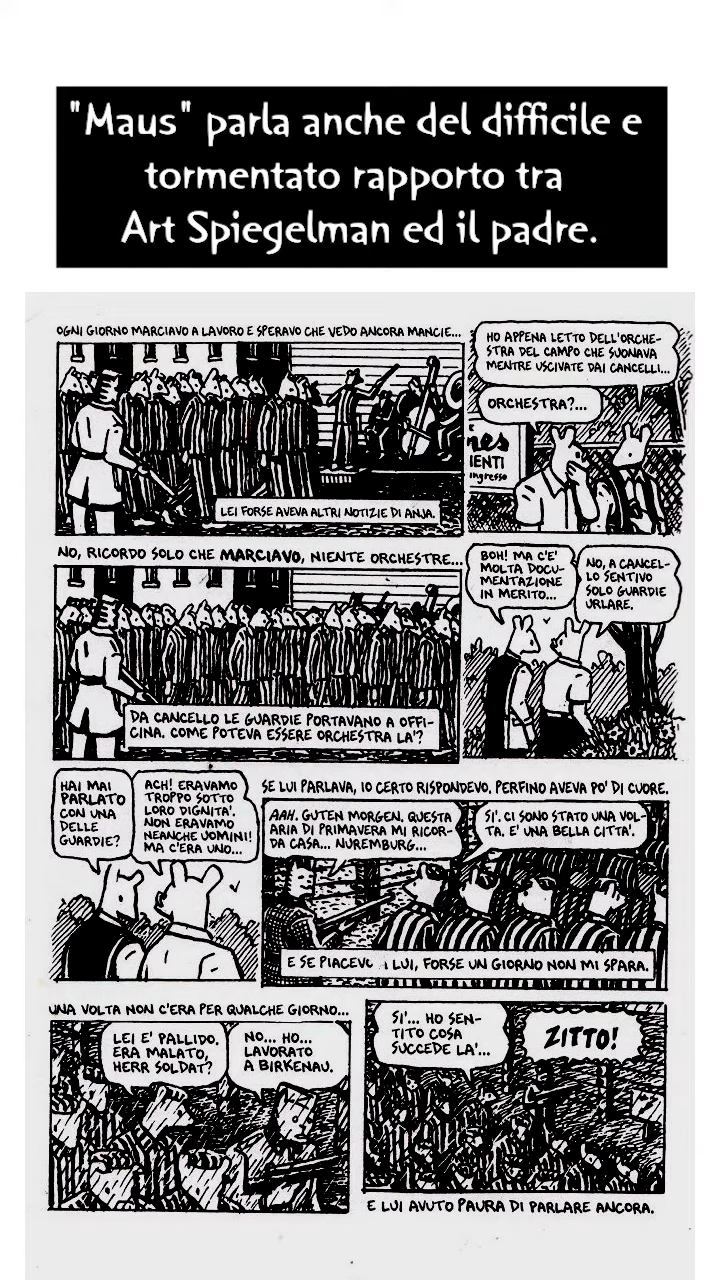 "Maus" parla anche del difficile e
tormentato rapporto tra
Art Spiegelman ed il padre.
OGNI GIORNO MARCIAVO A LAVORO E SPERAVO CHE VEDO ANCORA MANCIE...
LEI FORSE AVEVA ALTRI NOTIZIE DI ANJA.
HO APPENA LETTO DELL'ORCHE-
STRA DEL CAMPO CHE SUONAVA
MENTRE USCIVATE DAI CANCELLI...
ORCHESTRA?...
IENTI
ingresso
NO, RICORDO SOLO CHE MARCIAVO, NIENTE ORCHESTRE...
DA CANCELLO LE GUARDIE PORTAVANO A OFFI-
CINA. COME POTEVA ESSERE ORCHESTRA LA'?
BOH! MA C'E'
MOLTA DOCU-
MENTAZIONE
IN MERITO...
NO, A CANCEL-
LO SENTIVO
SOLO GUARDIE
URLARE.
HAI MAI
PARLATO
CON UNA
DELLE
GUARDIE?
ACH! ERAVAMO
TROPPO SOTTO
LORO DIGNITA'.
NON ERAVAMO
NEANCHE UOMINI!
MA C'ERA UNO...
SE LUI PARLAVA, IO CERTO RISPONDEVO. PERFINO AVEVA PO' DI CUORE.
AAH. GUTEN MORGEN. QUESTA
ARIA DI PRIMAVERA MI RICOR-
DA CASA... NUREMBURG...
SI'. CI SONO STATO UNA VOL-
TA. E' UNA BELLA CITTA'.
E SE PIACEVO A LUI, FORSE UN GIORNO NON MI SPARA.
UNA VOLTA NON C'ERA PER QUALCHE GIORNO...
LEI E' PALLIDO.
ERA MALATO,
HERR SOLDAT?
NO... HO...
LAVORATO
A BIRKENAU.
SI'... HO SEN-
TITO COSA
SUCCEDE LA'...
ZITTO!
E LUI AVUTO PAURA DI PARLARE ANCORA.